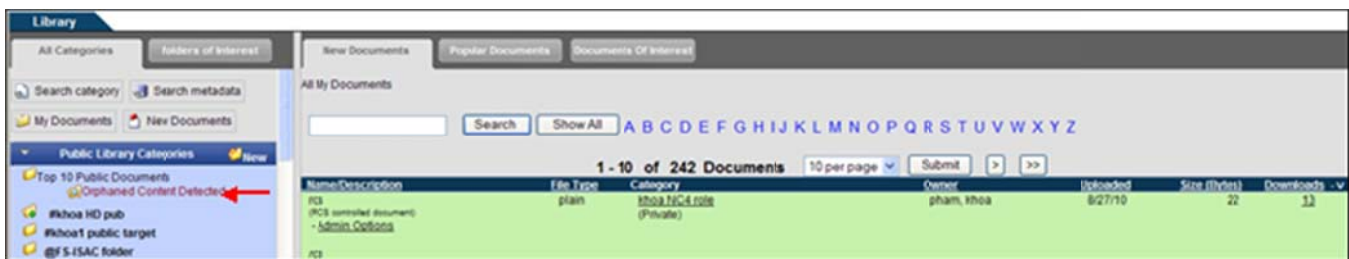 Library
All Categories folders of Interest New Documents Popular Documents Documents Of Interest
Search category Search metadata
All My Documents
My Documents New Documents
Search Show All A B C D E F G H I J K L M N O P Q R S T U V W X Y Z
Public Library Categories New
1 - 10 of 242 Documents 10 per page Submit > >>
Top 10 Public Documents
Orphaned Content Detected
Name/Description File Type Category Owner Uploaded Size (Bytes) Downloads - v
rcs plain khoa NC4 role pham, khoa 8/27/10 22 13
(RCS controlled document) (Private)
- Admin Options
#khoa HD pub
#khoa1 public target
@FS-ISAC folder
rcs